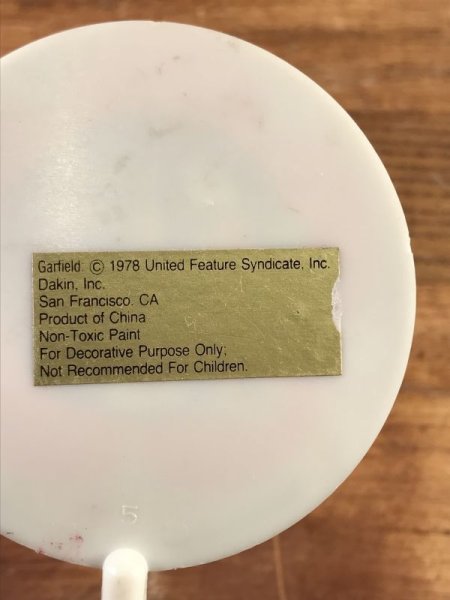 Garfield: © 1978 United Feature Syndicate, Inc.
Dakin, Inc.
San Francisco, CA
Product of China
Non-Toxic Paint
For Decorative Purpose Only;
Not Recommended For Children.
5